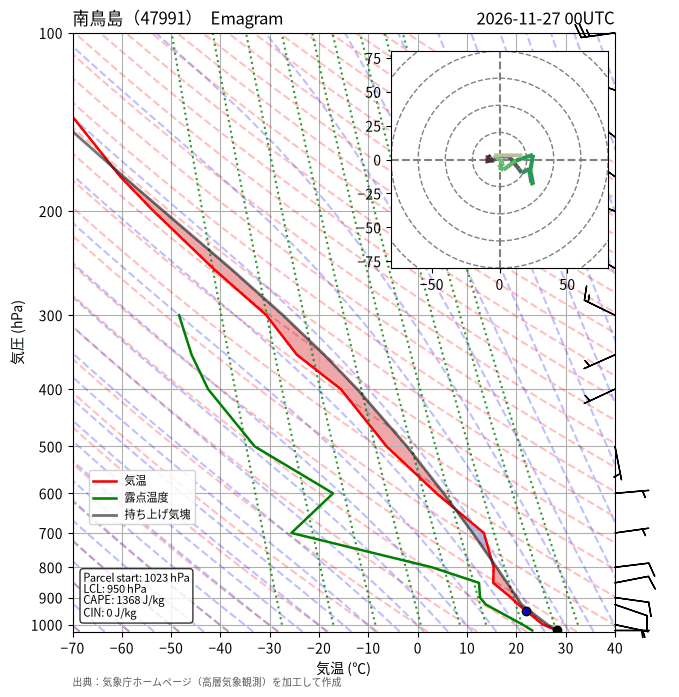 南鳥島（47991） Emagram
2026-11-27 00UTC
100
200
300
400
500
600
700
800
900
1000
気圧 (hPa)
75
50
25
0
−25
−50
−75
−50
0
50
気温
露点温度
持ち上げ気塊
Parcel start: 1023 hPa
LCL: 950 hPa
CAPE: 1368 J/kg
CIN: 0 J/kg
−70
−60
−50
−40
−30
−20
−10
0
10
20
30
40
気温 (℃)
出典：気象庁ホームページ（高層気象観測）を加工して作成